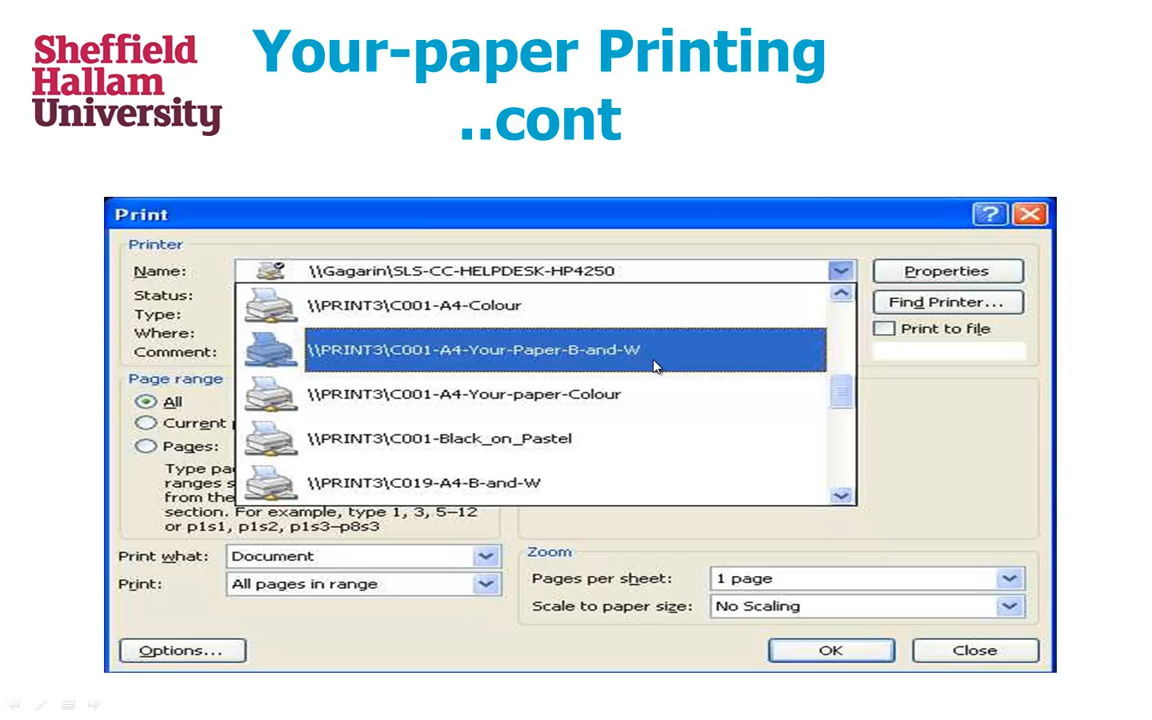 Sheffield
Hallam
University
Your-paper Printing
..cont
Print
Printer
Name: \\Gagarin\SLS-CC-HELPDESK-HP4250 Properties
Status: \\PRINT3\C001-A4-Colour Find Printer...
Type:
Where: Print to file
Comment: \\PRINT3\C001-A4-Your-Paper-B-and-W
Page range
All \\PRINT3\C001-A4-Your-paper-Colour
Current
Pages: \\PRINT3\C001-Black_on_Pastel
Type pa
ranges s \\PRINT3\C019-A4-B-and-W
from the
section. For example, type 1, 3, 5–12
or p1s1, p1s2, p1s3–p8s3
Print what: Document
Print: All pages in range
Zoom
Pages per sheet: 1 page
Scale to paper size: No Scaling
Options... OK Close